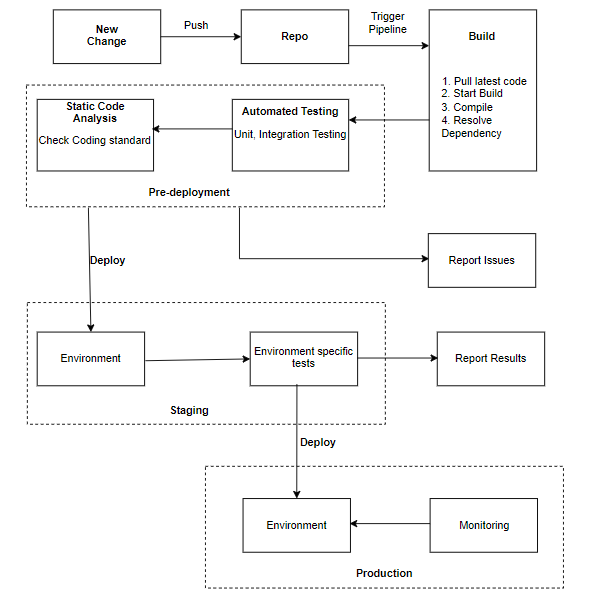 New
Change
Push
Repo
Trigger
Pipeline
Build
1. Pull latest code
2. Start Build
3. Compile
4. Resolve
Dependency
Static Code
Analysis
Check Coding standard
Automated Testing
Unit, Integration Testing
Pre-deployment
Deploy
Report Issues
Environment
Environment specific
tests
Report Results
Staging
Deploy
Environment
Monitoring
Production